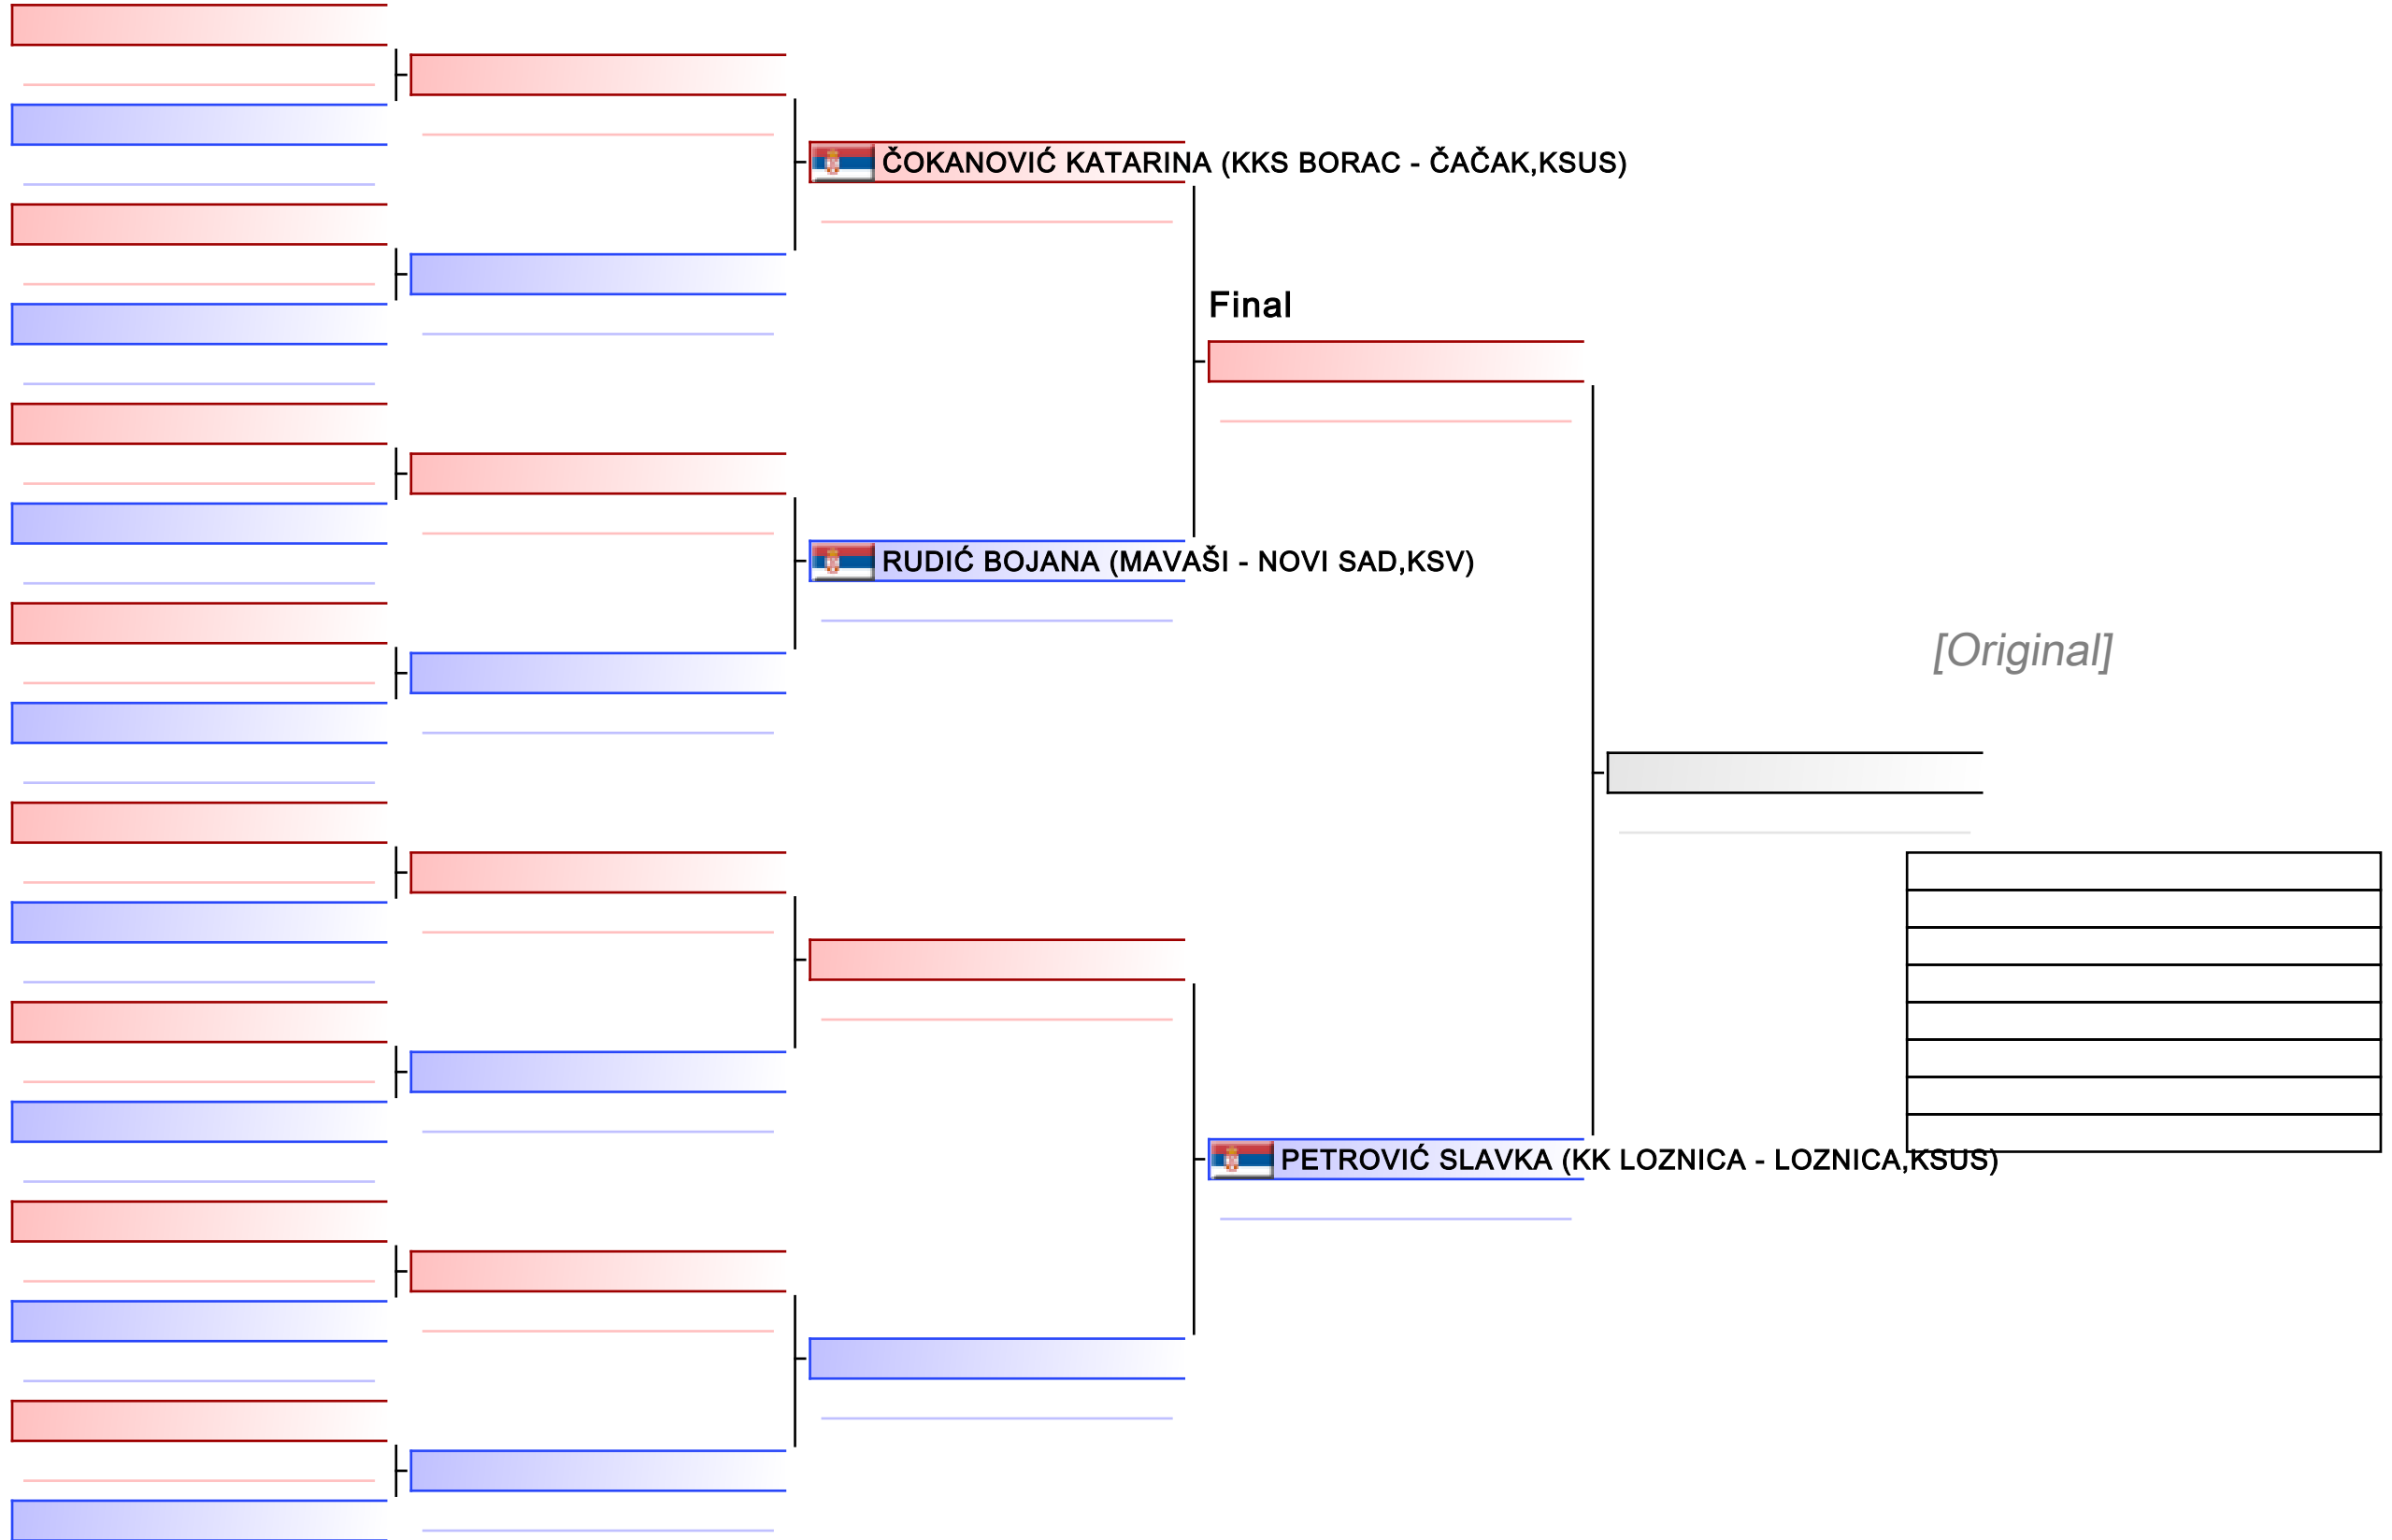 ČOKANOVIĆ KATARINA (KKS BORAC - ČAČAK,KSUS)
Final
RUDIĆ BOJANA (MAVAŠI - NOVI SAD,KSV)
[Original]
PETROVIĆ SLAVKA (KK LOZNICA - LOZNICA,KSUS)